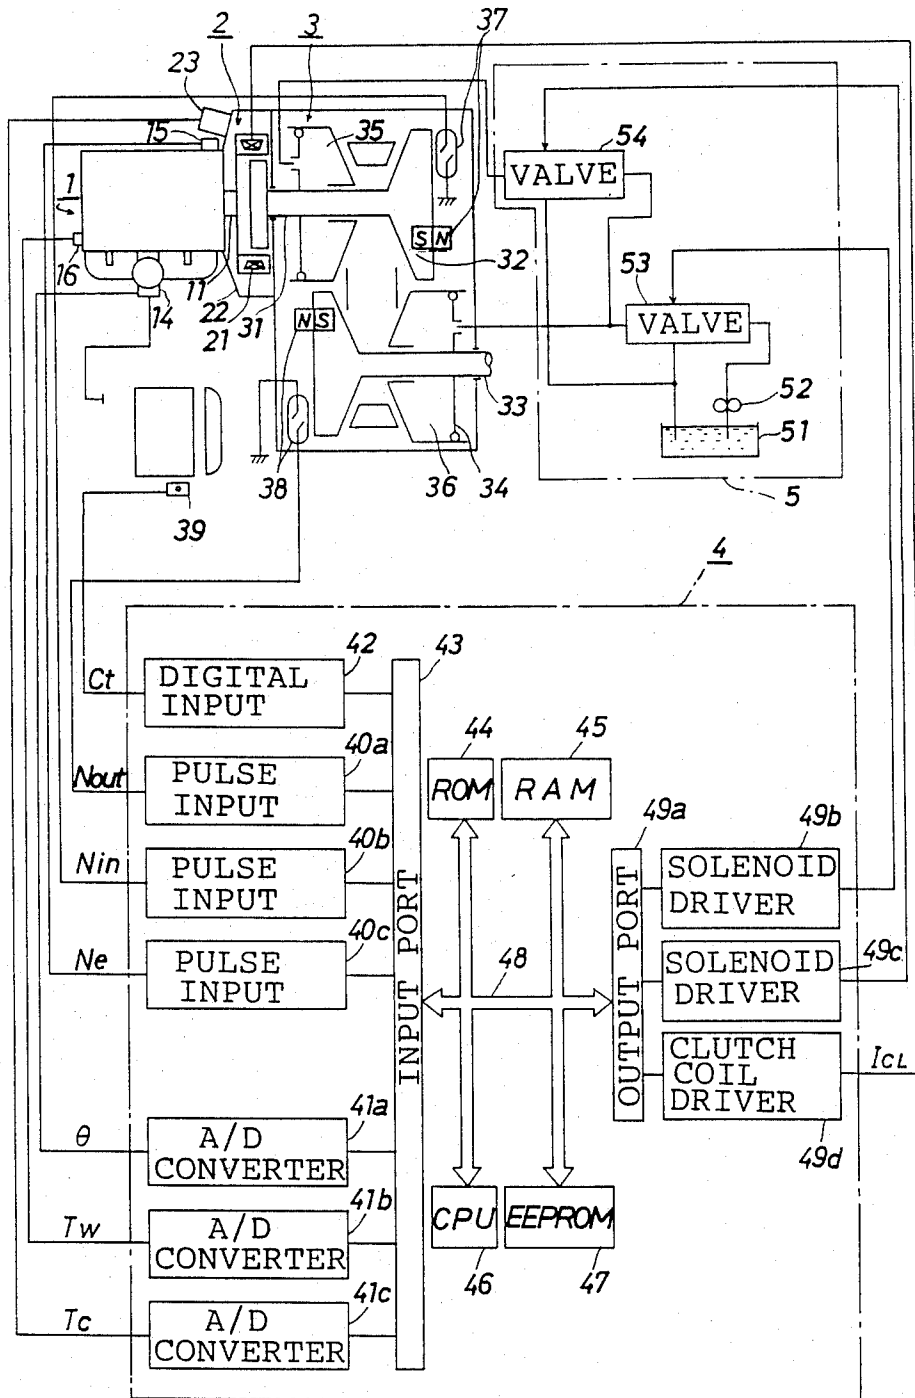 2
3
37
23
15
35
54
VALVE
1
S N
32
53
16
14
11
22
21
31
VALVE
N S
33
52
51
38
36
34
5
39
4
42
43
Ct
DIGITAL
INPUT
44
45
40a
Nout
PULSE
INPUT
ROM
RAM
49a
49b
40b
Nin
PULSE
INPUT
SOLENOID
DRIVER
40c
INPUT PORT
OUTPUT PORT
49c
Ne
PULSE
INPUT
48
SOLENOID
DRIVER
CLUTCH
COIL
DRIVER
ICL
41a
θ
A/D
CONVERTER
49d
41b
Tw
A/D
CONVERTER
CPU
EEPROM
46
47
41c
Tc
A/D
CONVERTER